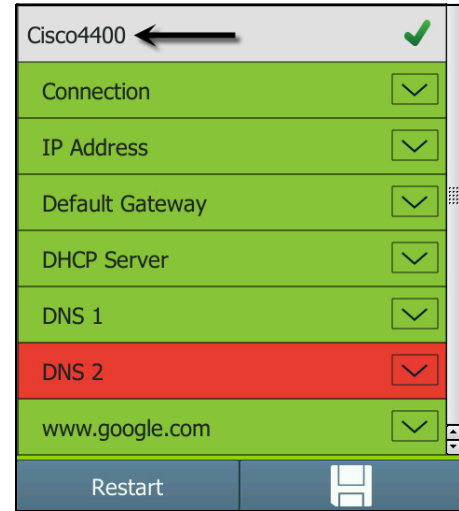 Cisco4400
Connection
IP Address
Default Gateway
DHCP Server
DNS 1
DNS 2
www.google.com
Restart